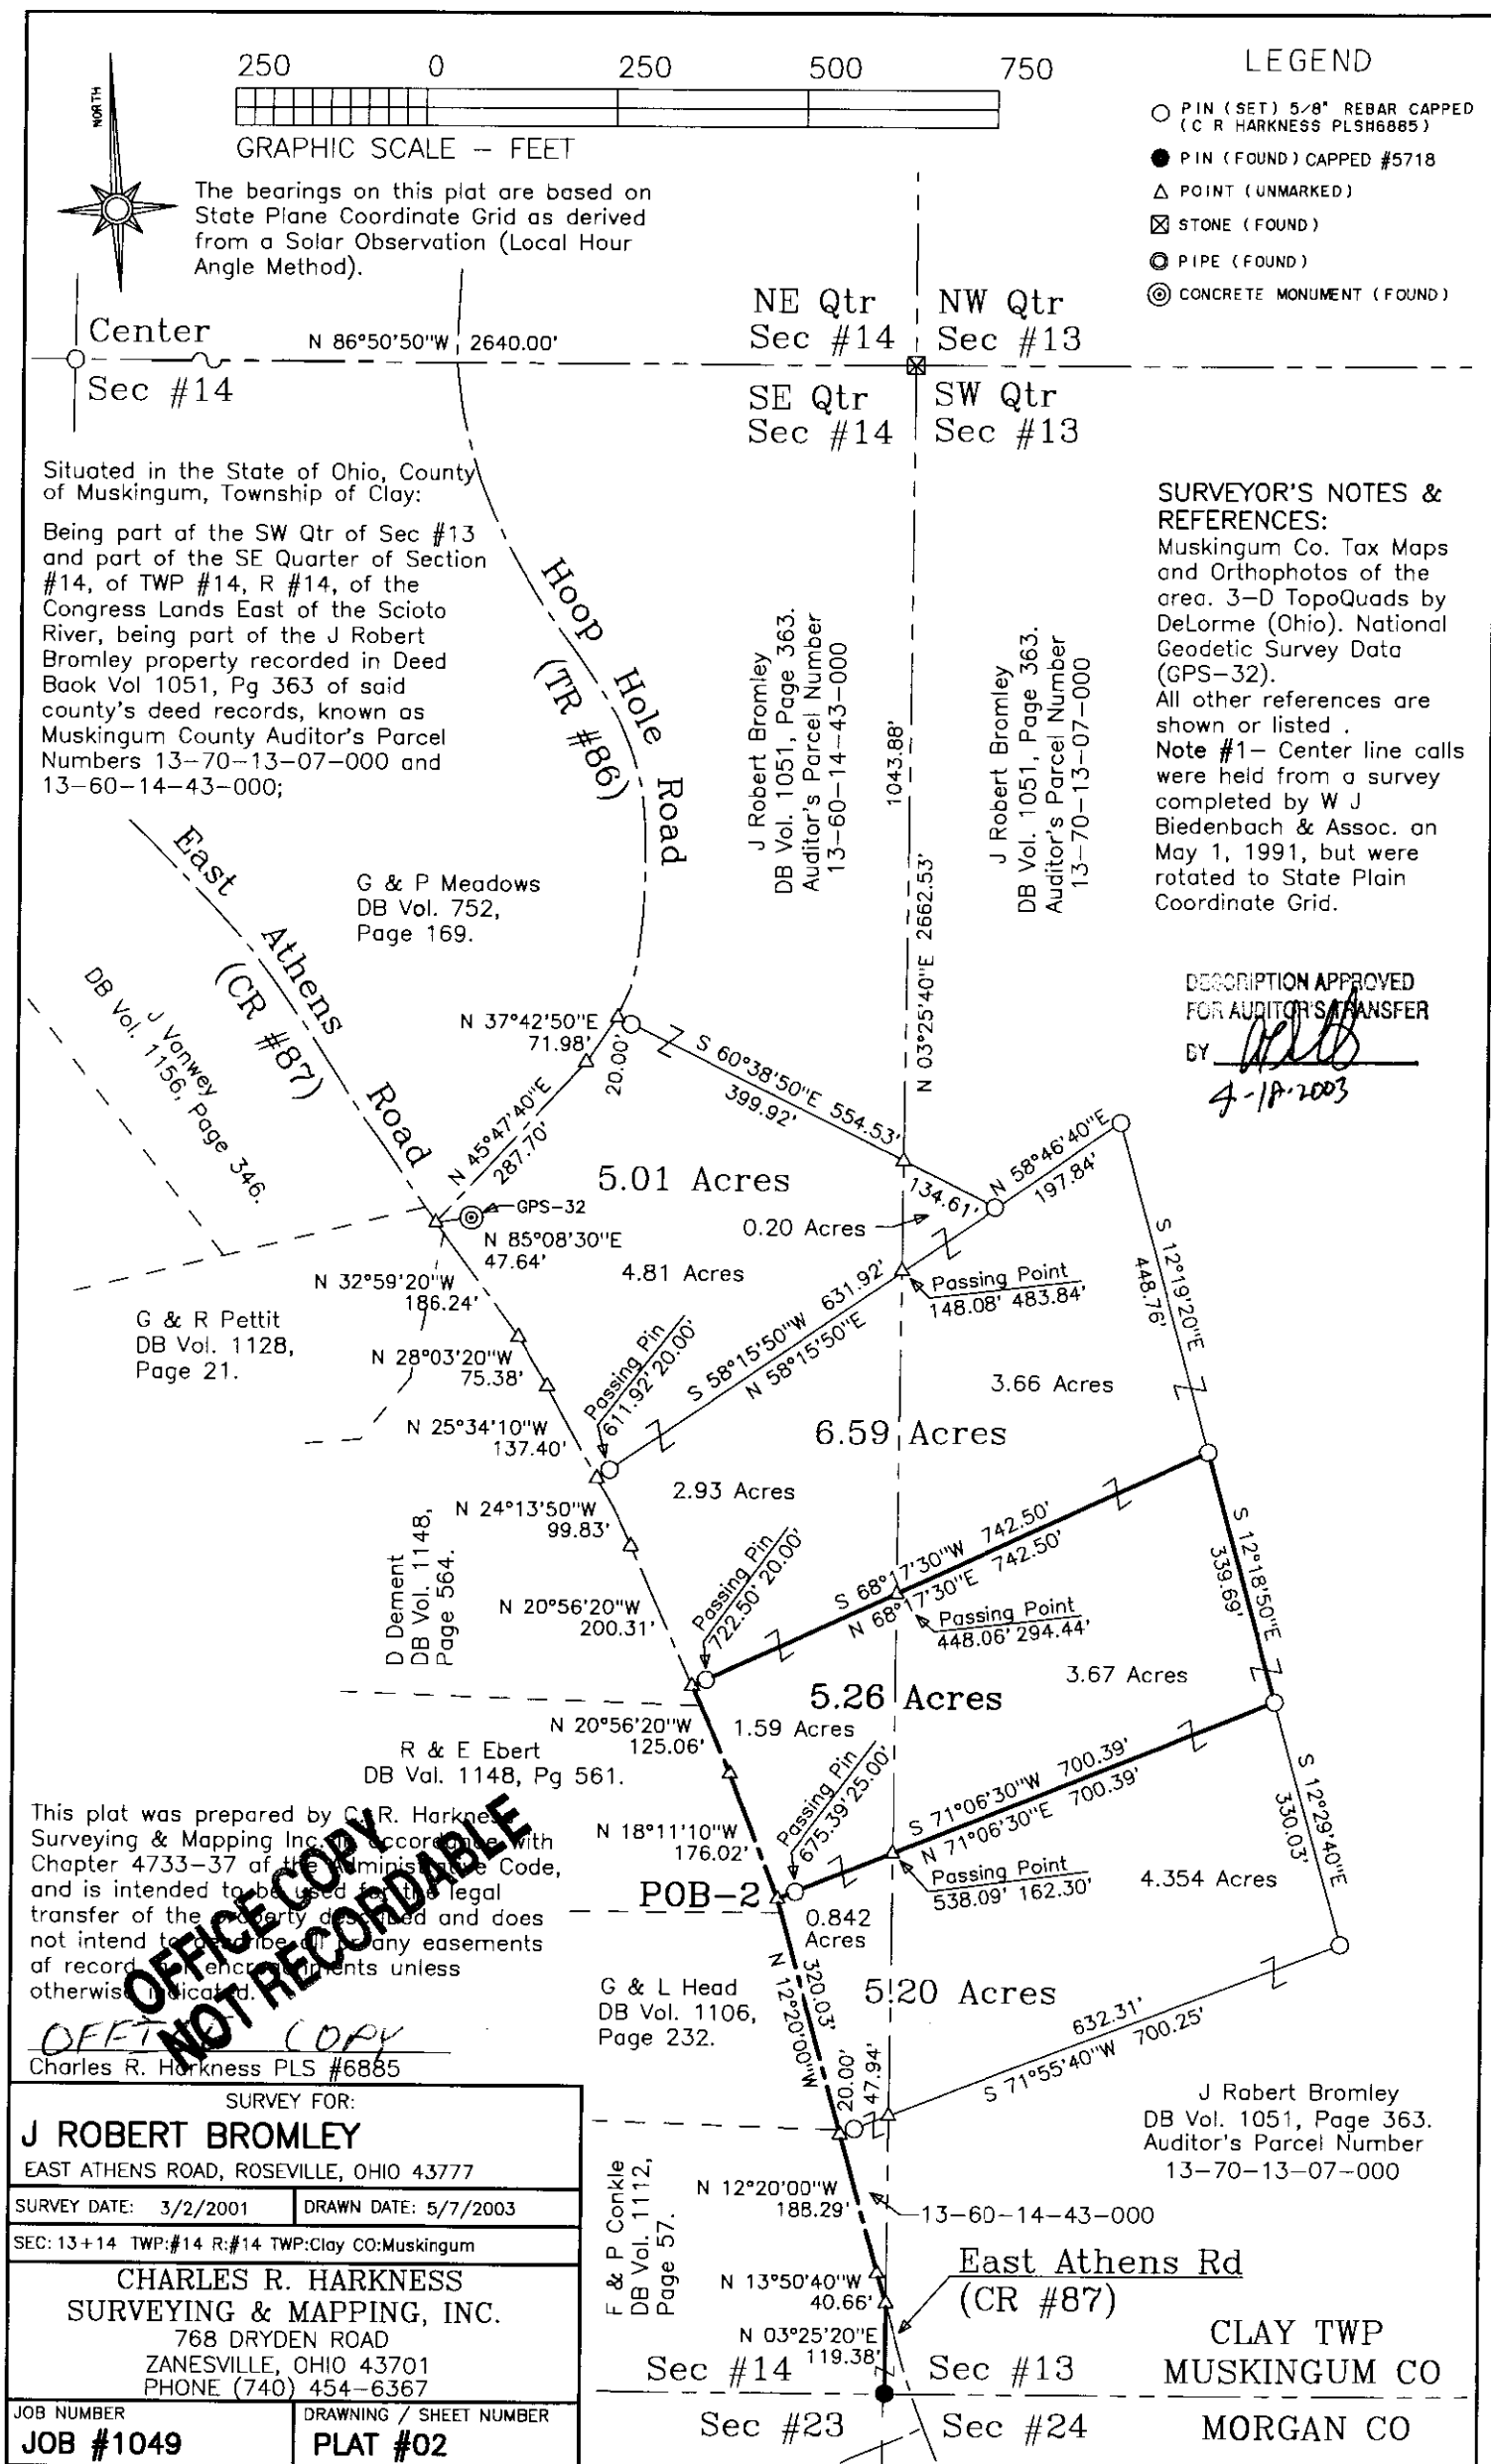 250 0 250 500 750
GRAPHIC SCALE – FEET
NORTH
The bearings on this plat are based on
State Plane Coordinate Grid as derived
from a Solar Observation (Local Hour
Angle Method).
LEGEND
PIN (SET) 5/8" REBAR CAPPED
(C R HARKNESS PLS#6885)
PIN (FOUND) CAPPED #5718
POINT (UNMARKED)
STONE (FOUND)
PIPE (FOUND)
CONCRETE MONUMENT (FOUND)
Center
Sec #14
N 86°50'50"W 2640.00'
NE Qtr
Sec #14
NW Qtr
Sec #13
SE Qtr
Sec #14
SW Qtr
Sec #13
Situated in the State of Ohio, County
of Muskingum, Township of Clay:
Being part of the SW Qtr of Sec #13
and part of the SE Quarter of Section
#14, of TWP #14, R #14, of the
Congress Lands East of the Scioto
River, being part of the J Robert
Bromley property recorded in Deed
Book Vol 1051, Pg 363 of said
county's deed records, known as
Muskingum County Auditor's Parcel
Numbers 13–70–13–07–000 and
13–60–14–43–000;
Hoop Hole Road
(TR #86)
J Robert Bromley
DB Vol. 1051, Page 363.
Auditor's Parcel Number
13–60–14–43–000
1043.88'
N 03°25'40"E 2662.53'
J Robert Bromley
DB Vol. 1051, Page 363.
Auditor's Parcel Number
13–70–13–07–000
SURVEYOR'S NOTES &
REFERENCES:
Muskingum Co. Tax Maps
and Orthophotos of the
area. 3–D TopoQuads by
DeLorme (Ohio). National
Geodetic Survey Data
(GPS–32).
All other references are
shown or listed .
Note #1– Center line calls
were held from a survey
completed by W J
Biedenbach & Assoc. on
May 1, 1991, but were
rotated to State Plain
Coordinate Grid.
DESCRIPTION APPROVED
FOR AUDITOR'S TRANSFER
BY
East Athens Road
(CR #87)
G & P Meadows
DB Vol. 752,
Page 169.
J Vanwey
DB Vol. 1156, Page 346.
N 37°42'50"E
71.98'
20.00'
N 45°47'40"E
287.70'
S 60°38'50"E 554.53'
399.92'
134.61'
N 58°46'40"E
197.84'
5.01 Acres
0.20 Acres
4.81 Acres
GPS–32
N 85°08'30"E
47.64'
N 32°59'20"W
186.24'
G & R Pettit
DB Vol. 1128,
Page 21.
N 28°03'20"W
75.38'
N 25°34'10"W
137.40'
Passing Pin
611.92' 20.00'
S 58°15'50"W 631.92'
N 58°15'50"E
Passing Point
148.08' 483.84'
S 12°19'20"E
448.76'
3.66 Acres
6.59 Acres
2.93 Acres
N 24°13'50"W
99.83'
D Dement
DB Vol. 1148,
Page 564.
N 20°56'20"W
200.31'
Passing Pin
722.50' 20.00'
S 68°17'30"W 742.50'
N 68°17'30"E 742.50'
Passing Point
448.06' 294.44'
S 12°18'50"E
339.69'
3.67 Acres
5.26 Acres
1.59 Acres
N 20°56'20"W
125.06'
R & E Ebert
DB Val. 1148, Pg 561.
N 18°11'10"W
176.02'
Passing Pin
675.39' 25.00'
S 71°06'30"W 700.39'
N 71°06'30"E 700.39'
Passing Point
538.09' 162.30'
S 12°29'40"E
330.03'
4.354 Acres
POB–2
0.842
Acres
5.20 Acres
N 12°20'00"W
320.03'
G & L Head
DB Vol. 1106,
Page 232.
20.00'
47.94'
632.31'
S 71°55'40"W 700.25'
J Robert Bromley
DB Vol. 1051, Page 363.
Auditor's Parcel Number
13–70–13–07–000
This plat was prepared by C. R. Harkness
Surveying & Mapping Inc. in accordance with
Chapter 4733–37 of the Administrative Code,
and is intended to be used for the legal
transfer of the property described and does
not intend to describe all or any easements
of record, nor encroachments unless
otherwise indicated.
OFFICE COPY
NOT RECORDABLE
OFFICE COPY
Charles R. Harkness PLS #6885
SURVEY FOR:
J ROBERT BROMLEY
EAST ATHENS ROAD, ROSEVILLE, OHIO 43777
SURVEY DATE: 3/2/2001 DRAWN DATE: 5/7/2003
SEC: 13+14 TWP:#14 R:#14 TWP:Clay CO:Muskingum
CHARLES R. HARKNESS
SURVEYING & MAPPING, INC.
768 DRYDEN ROAD
ZANESVILLE, OHIO 43701
PHONE (740) 454–6367
JOB NUMBER
JOB #1049
DRAWNING / SHEET NUMBER
PLAT #02
F & P Conkle
DB Vol. 1112,
Page 57.
N 12°20'00"W
188.29'
13–60–14–43–000
N 13°50'40"W
40.66'
East Athens Rd
(CR #87)
N 03°25'20"E
119.38'
Sec #14
Sec #13
Sec #23
Sec #24
CLAY TWP
MUSKINGUM CO
MORGAN CO